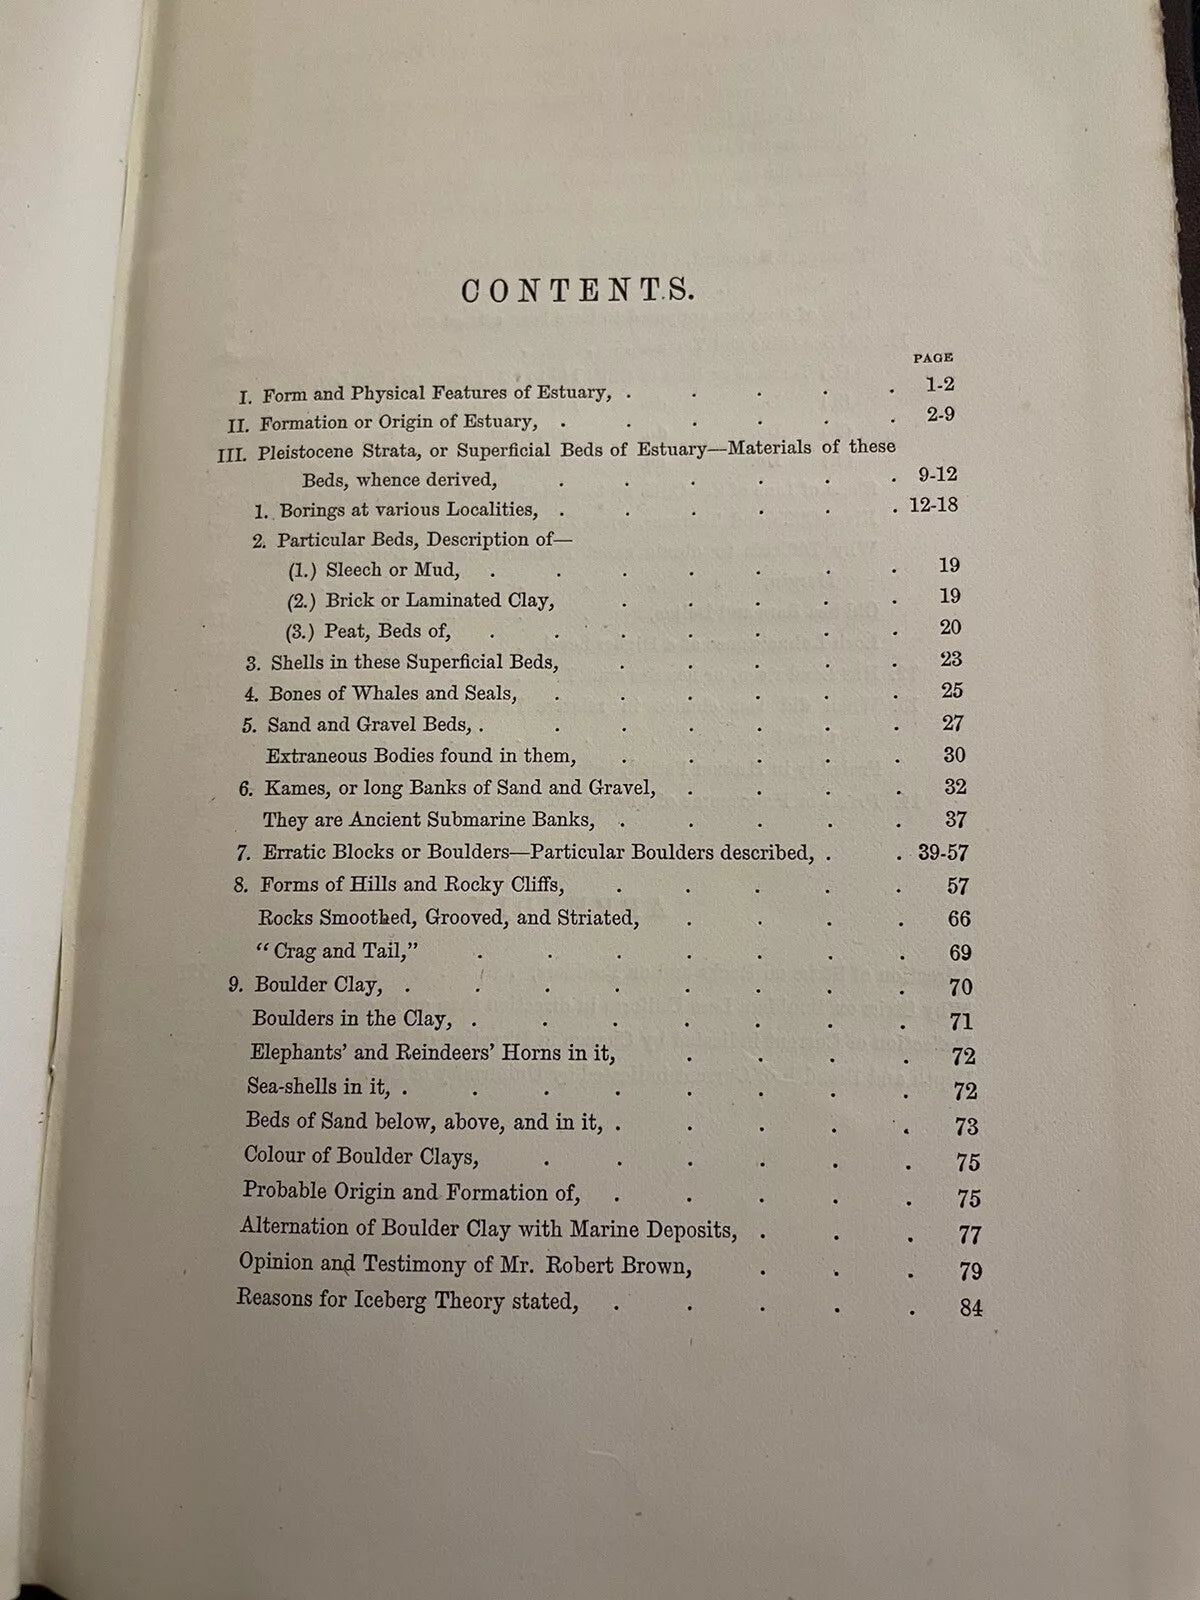 CONTENTS.
PAGE
I. Form and Physical Features of Estuary, . . . . . 1-2
II. Formation or Origin of Estuary, . . . . . . 2-9
III. Pleistocene Strata, or Superficial Beds of Estuary—Materials of these
Beds, whence derived, . . . . . . 9-12
1. Borings at various Localities, . . . . . . 12-18
2. Particular Beds, Description of—
(1.) Sleech or Mud, . . . . . . . 19
(2.) Brick or Laminated Clay, . . . . . 19
(3.) Peat, Beds of, . . . . . . . 20
3. Shells in these Superficial Beds, . . . . . 23
4. Bones of Whales and Seals, . . . . . . 25
5. Sand and Gravel Beds, . . . . . . . 27
Extraneous Bodies found in them, . . . . . 30
6. Kames, or long Banks of Sand and Gravel, . . . . 32
They are Ancient Submarine Banks, . . . . . 37
7. Erratic Blocks or Boulders—Particular Boulders described, . . 39-57
8. Forms of Hills and Rocky Cliffs, . . . . . 57
Rocks Smoothed, Grooved, and Striated, . . . . 66
“Crag and Tail,” . . . . . . . 69
9. Boulder Clay, . . . . . . . . 70
Boulders in the Clay, . . . . . . . 71
Elephants’ and Reindeers’ Horns in it, . . . . 72
Sea-shells in it, . . . . . . . . 72
Beds of Sand below, above, and in it, . . . . . 73
Colour of Boulder Clays, . . . . . . 75
Probable Origin and Formation of, . . . . . 75
Alternation of Boulder Clay with Marine Deposits, . . . 77
Opinion and Testimony of Mr. Robert Brown, . . . 79
Reasons for Iceberg Theory stated, . . . . . 84